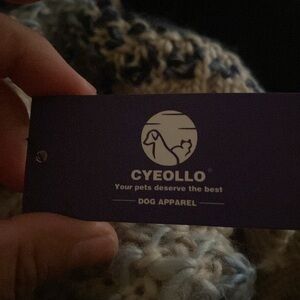 CYEOLLO®
Your pets deserve the best
DOG APPAREL